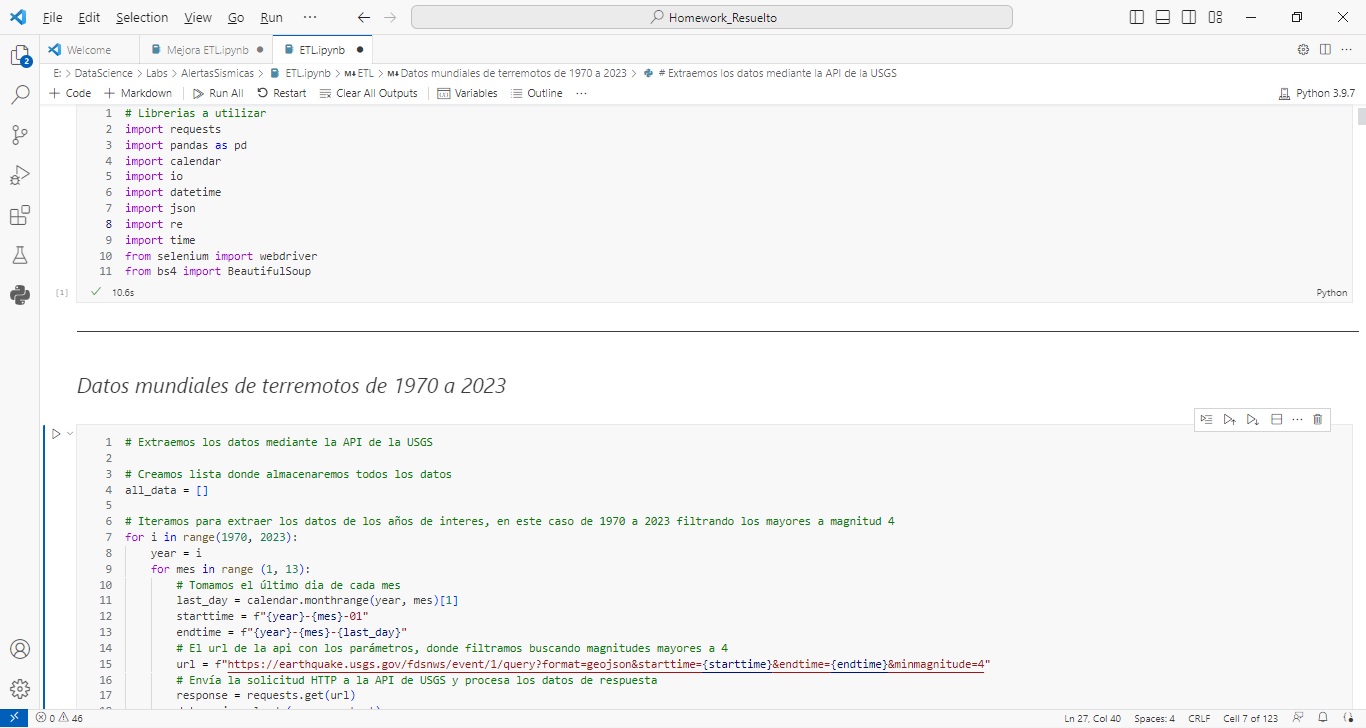 File Edit Selection View Go Run ··· Homework_Resuelto
Welcome Mejora ETL.ipynb ETL.ipynb
E: > DataScience > Labs > AlertasSismicas > ETL.ipynb > M↓ETL > M↓Datos mundiales de terremotos de 1970 a 2023 > # Extraemos los datos mediante la API de la USGS
+ Code + Markdown Run All Restart Clear All Outputs Variables Outline ··· Python 3.9.7
1 # Librerias a utilizar
2 import requests
3 import pandas as pd
4 import calendar
5 import io
6 import datetime
7 import json
8 import re
9 import time
10 from selenium import webdriver
11 from bs4 import BeautifulSoup
[1] ✓ 10.6s Python
Datos mundiales de terremotos de 1970 a 2023
1 # Extraemos los datos mediante la API de la USGS
2
3 # Creamos lista donde almacenaremos todos los datos
4 all_data = []
5
6 # Iteramos para extraer los datos de los años de interes, en este caso de 1970 a 2023 filtrando los mayores a magnitud 4
7 for i in range(1970, 2023):
8 year = i
9 for mes in range (1, 13):
10 # Tomamos el último dia de cada mes
11 last_day = calendar.monthrange(year, mes)[1]
12 starttime = f"{year}-{mes}-01"
13 endtime = f"{year}-{mes}-{last_day}"
14 # El url de la api con los parámetros, donde filtramos buscando magnitudes mayores a 4
15 url = f"https://earthquake.usgs.gov/fdsnws/event/1/query?format=geojson&starttime={starttime}&endtime={endtime}&minmagnitude=4"
16 # Envía la solicitud HTTP a la API de USGS y procesa los datos de respuesta
17 response = requests.get(url)
2
0 46 Ln 27, Col 40 Spaces: 4 CRLF Cell 7 of 123